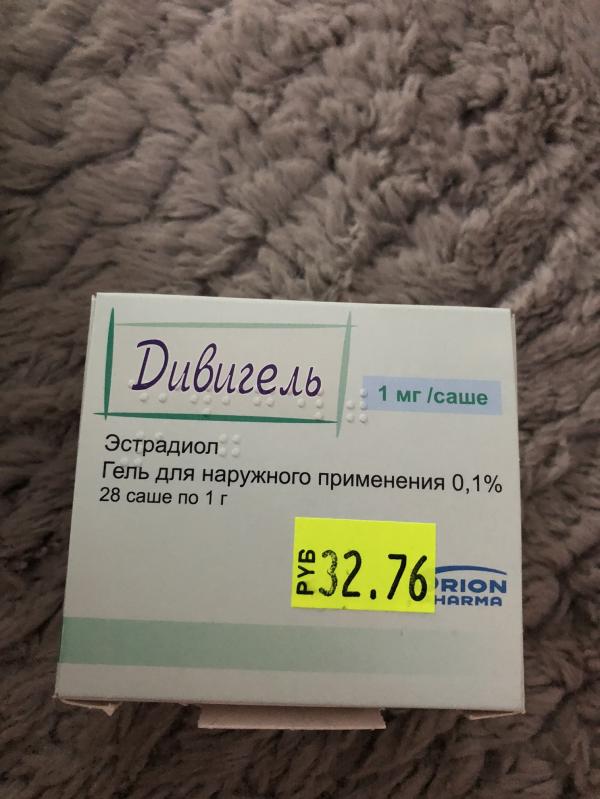 Дивигель
1 мг /саше
Эстрадиол
Гель для наружного применения 0,1%
28 саше по 1 г
РУБ 32.76
ORION
PHARMA